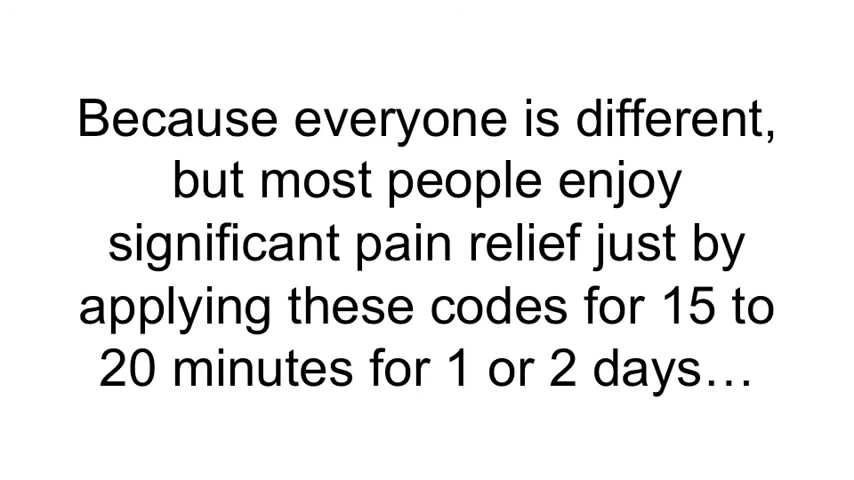 Because everyone is different,
but most people enjoy
significant pain relief just by
applying these codes for 15 to
20 minutes for 1 or 2 days…